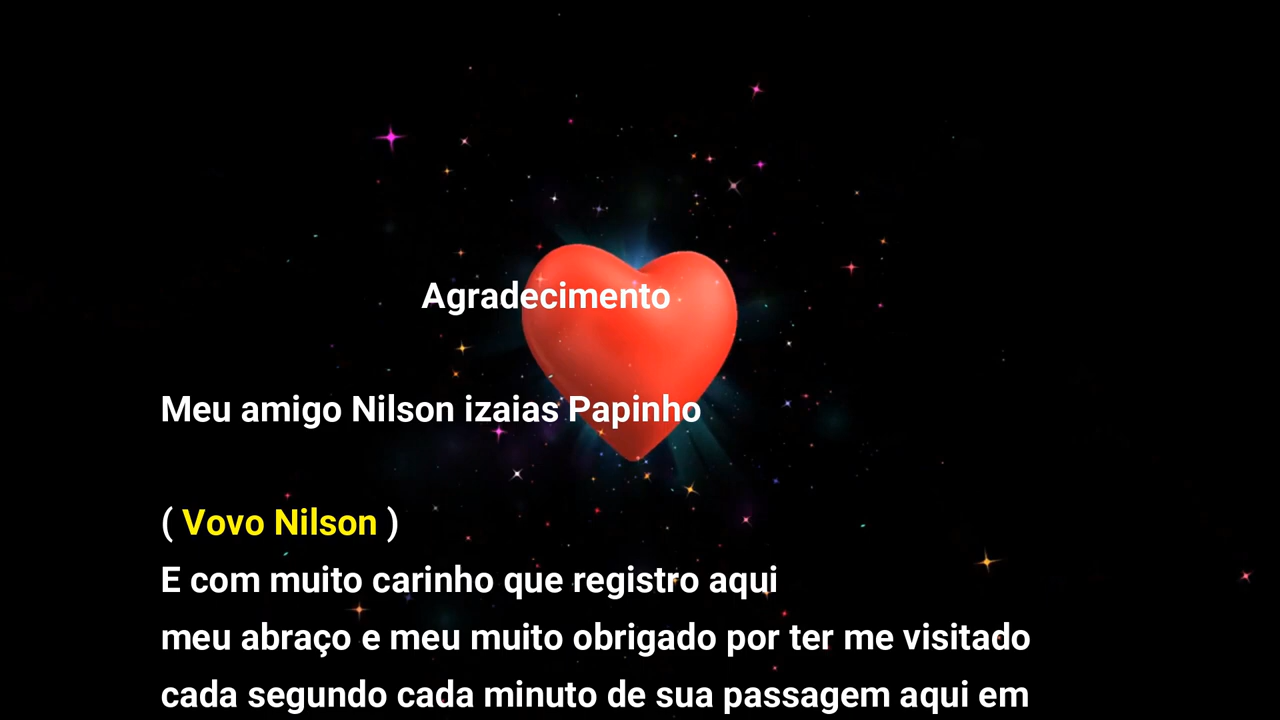 Agradecimento
Meu amigo Nilson izaias Papinho
( Vovo Nilson )
E com muito carinho que registro aqui
meu abraço e meu muito obrigado por ter me visitado
cada segundo cada minuto de sua passagem aqui em